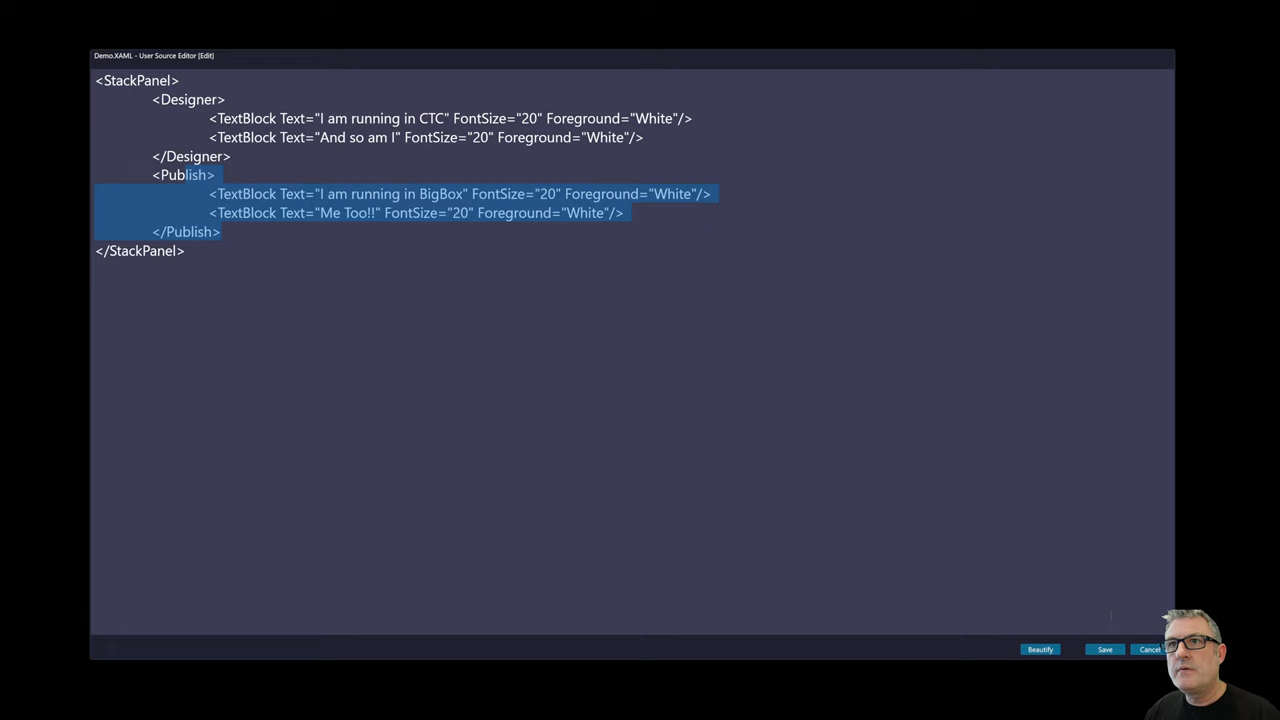 Demo.XAML - User Source Editor [Edit]
<StackPanel>
<Designer>
<TextBlock Text="I am running in CTC" FontSize="20" Foreground="White"/>
<TextBlock Text="And so am I" FontSize="20" Foreground="White"/>
</Designer>
<Publish>
<TextBlock Text="I am running in BigBox" FontSize="20" Foreground="White"/>
<TextBlock Text="Me Too!!" FontSize="20" Foreground="White"/>
</Publish>
</StackPanel>
Beautify Save Cancel